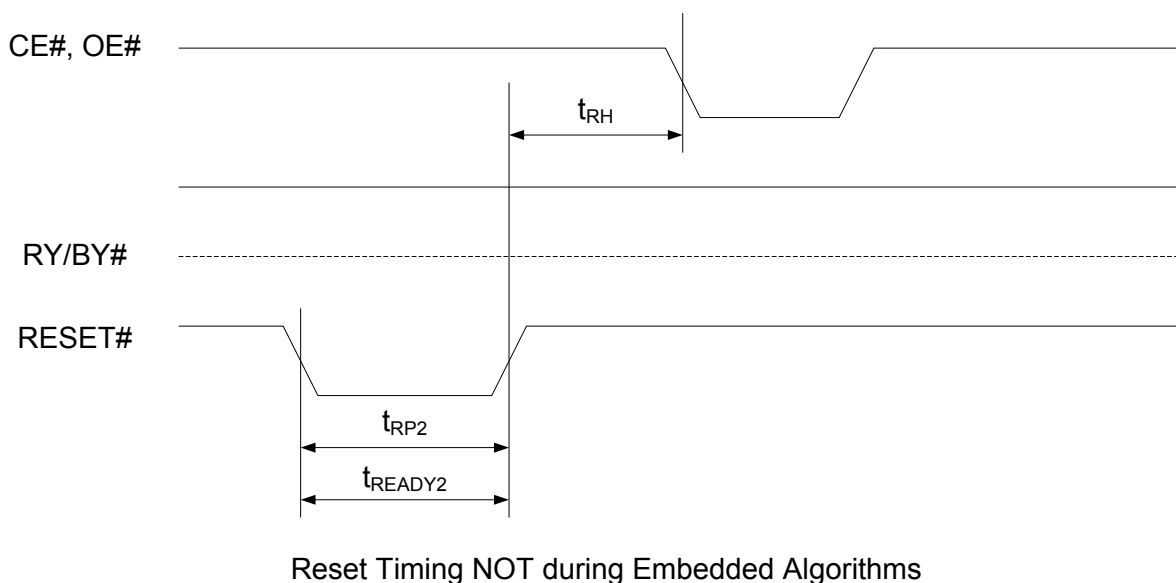 CE#, OE#
tRH
RY/BY#
RESET#
tRP2
tREADY2
Reset Timing NOT during Embedded Algorithms